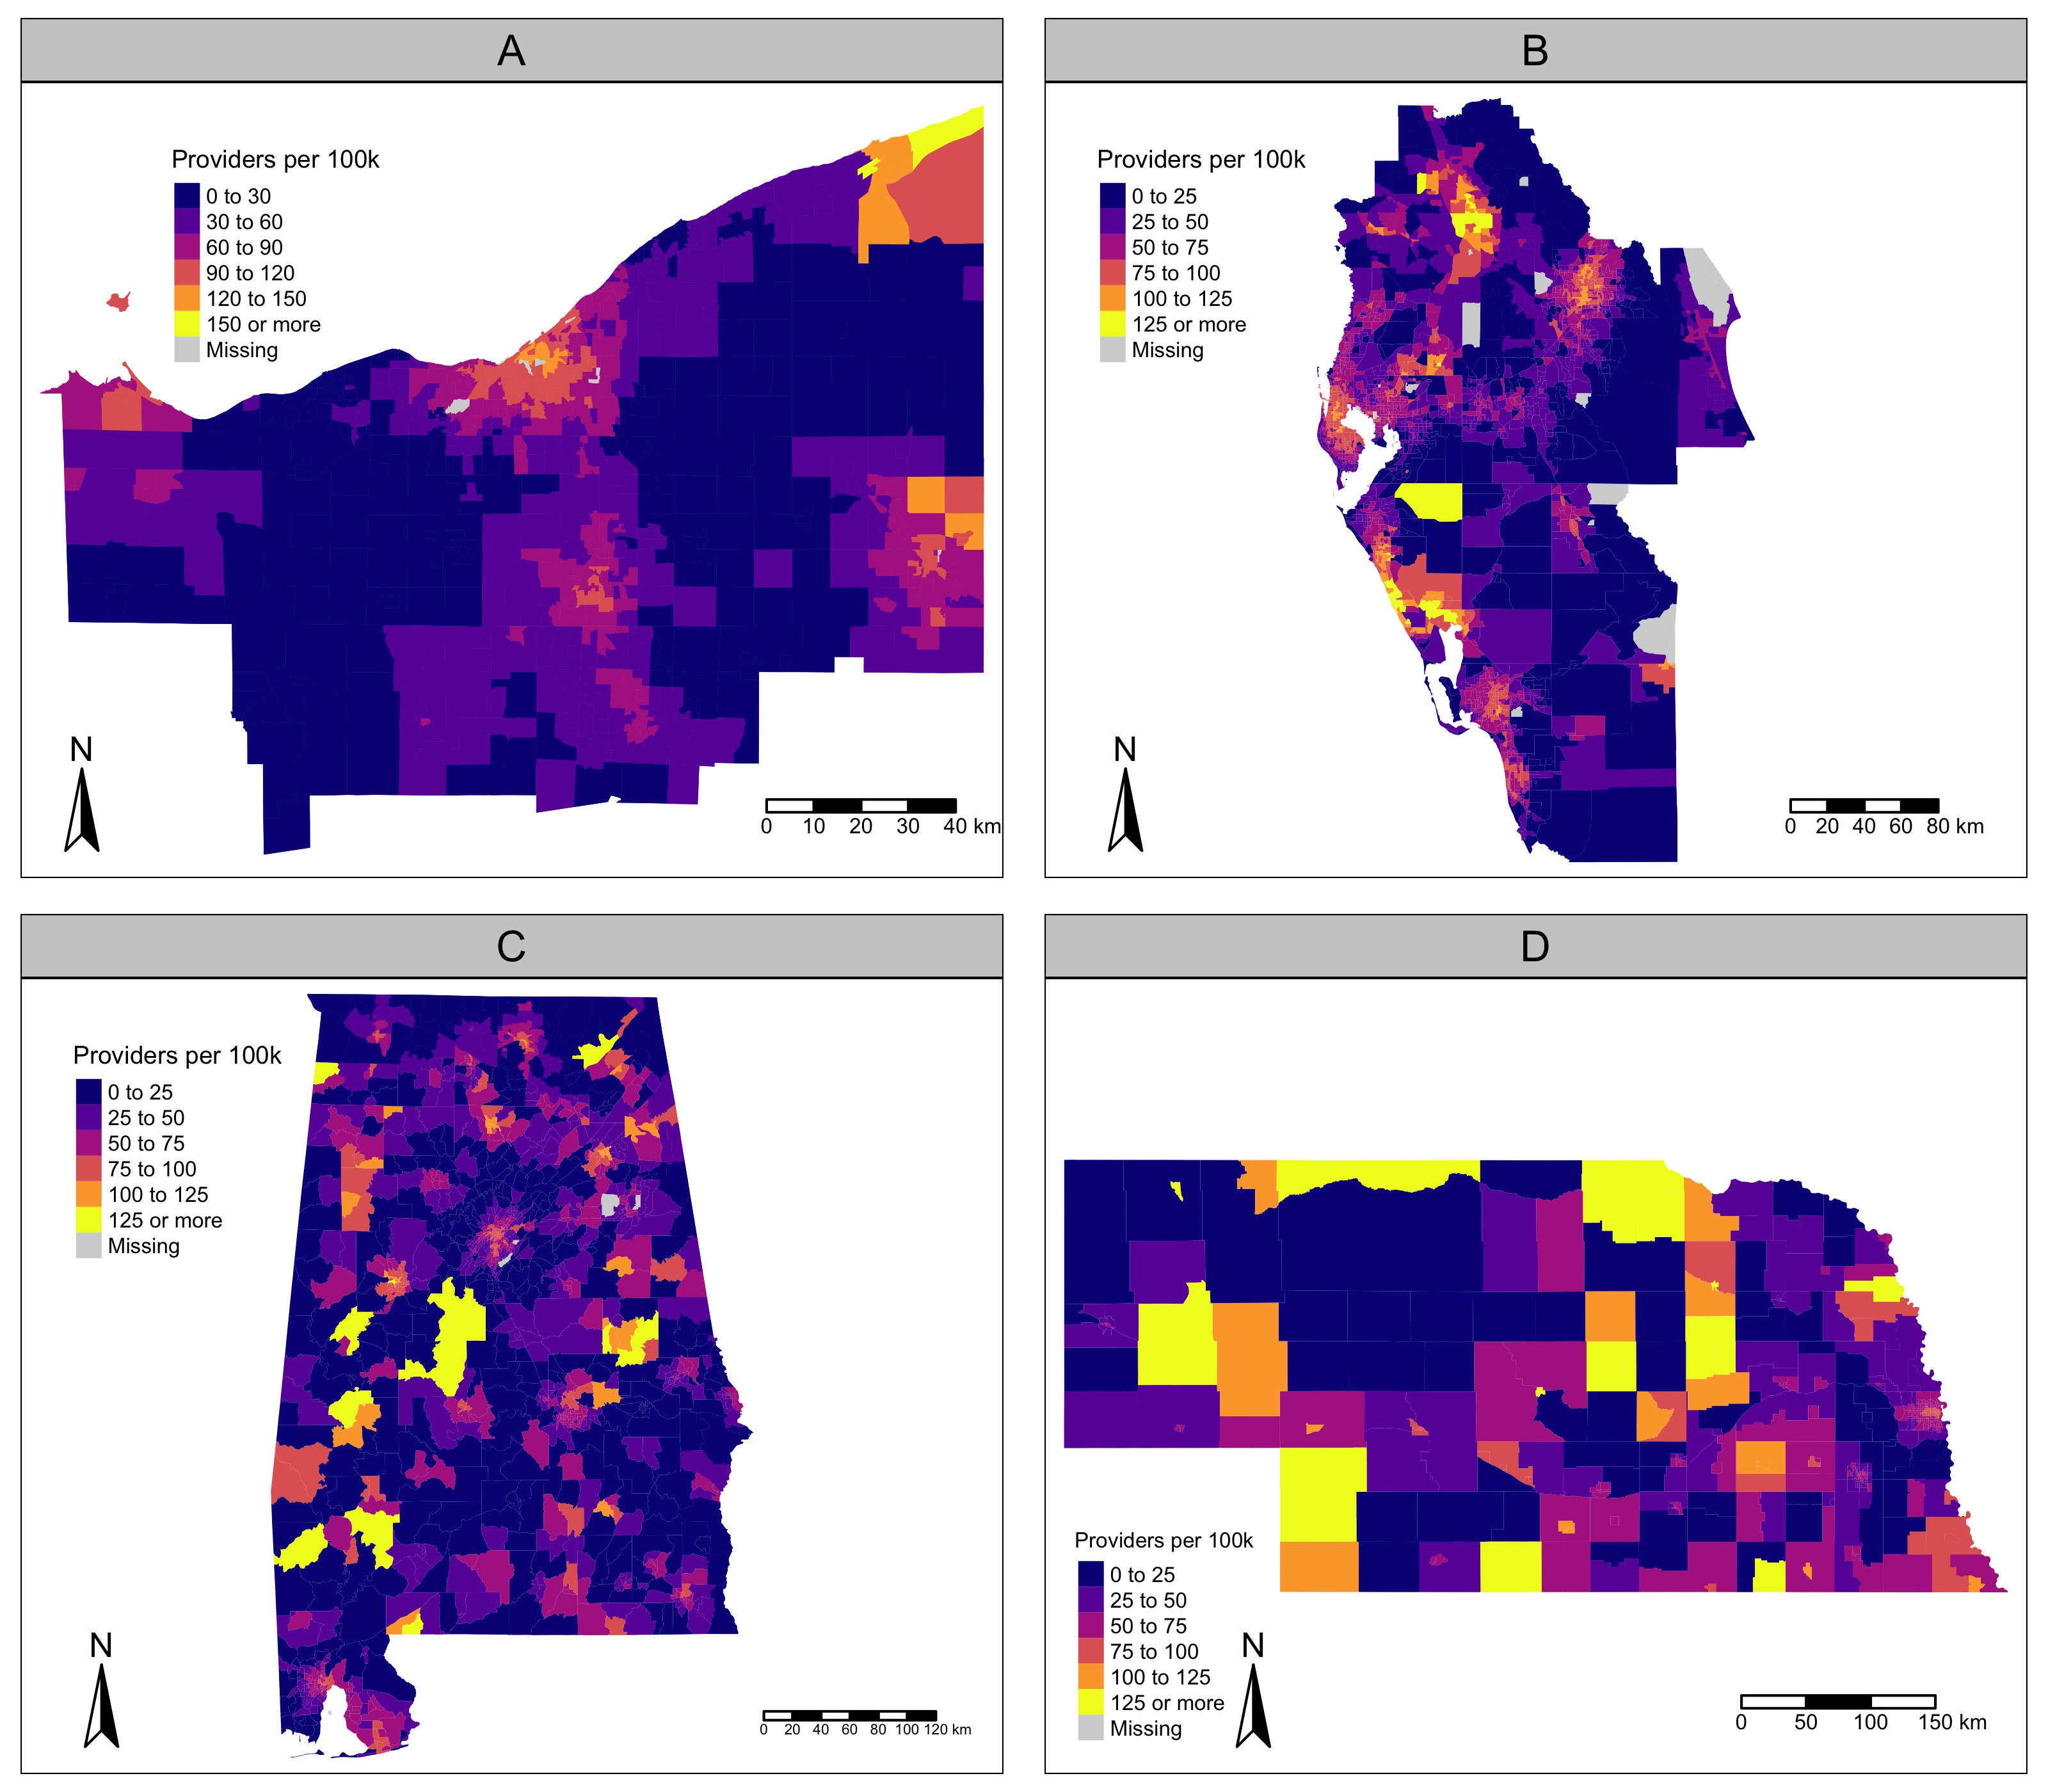 A
Providers per 100k
0 to 30
30 to 60
60 to 90
90 to 120
120 to 150
150 or more
Missing
N
0 10 20 30 40 km
B
Providers per 100k
0 to 25
25 to 50
50 to 75
75 to 100
100 to 125
125 or more
Missing
N
0 20 40 60 80 km
C
Providers per 100k
0 to 25
25 to 50
50 to 75
75 to 100
100 to 125
125 or more
Missing
N
0 20 40 60 80 100 120 km
D
Providers per 100k
0 to 25
25 to 50
50 to 75
75 to 100
100 to 125
125 or more
Missing
N
0 50 100 150 km